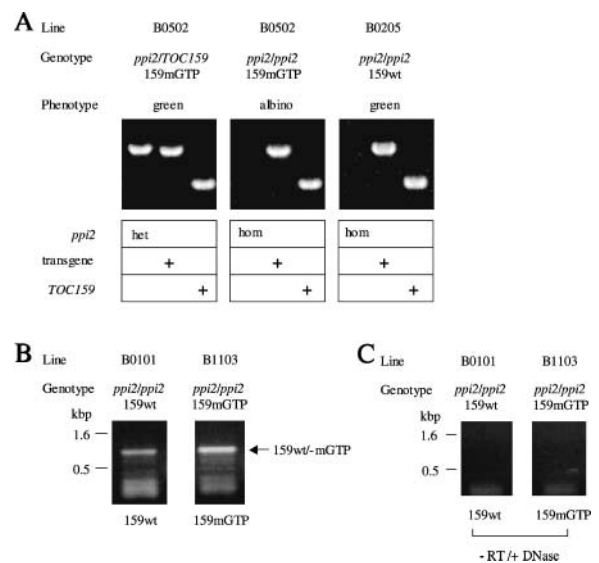 A
Line B0502 B0502 B0205
Genotype ppi2/TOC159 ppi2/ppi2 ppi2/ppi2
159mGTP 159mGTP 159wt
Phenotype green albino green
ppi2 het hom hom
transgene + + +
TOC159 + + +
B
Line B0101 B1103
Genotype ppi2/ppi2 ppi2/ppi2
159wt 159mGTP
kbp
1.6
0.5
159wt/-mGTP
159wt 159mGTP
C
Line B0101 B1103
Genotype ppi2/ppi2 ppi2/ppi2
159wt 159mGTP
kbp
1.6
0.5
159wt 159mGTP
- RT /+ DNase